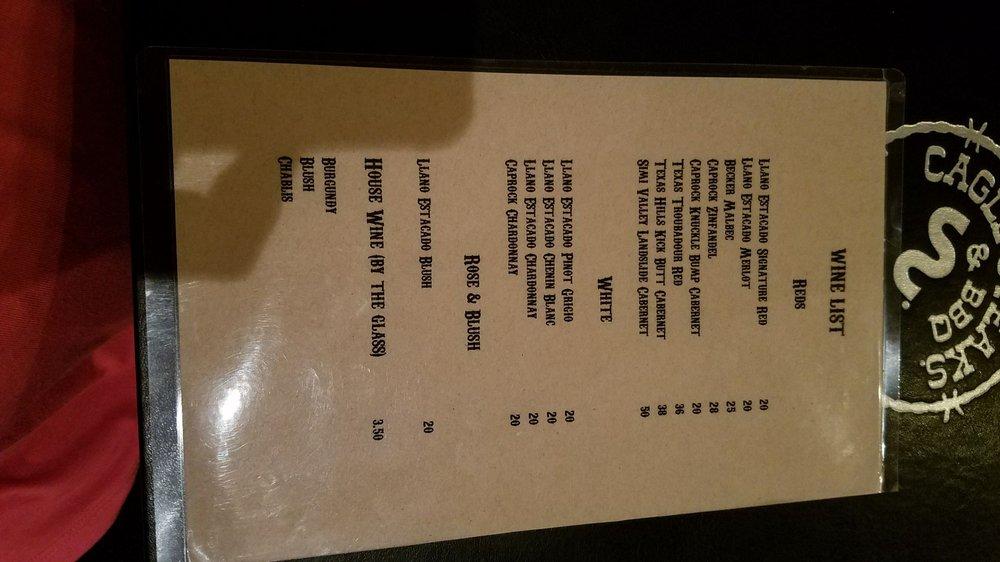 WINE LIST
REDS
LLANO ESTACADO SIGNATURE RED 20
LLANO ESTACADO MERLOT 20
BECKER MALBEC 25
CAPROCK ZINFANDEL 28
CAPROCK KNUCKLE BUMP CABERNET 20
TEXAS TROUBADOUR RED 36
TEXAS HILLS KICK BUTT CABERNET 38
SIMI VALLEY LANDSLIDE CABERNET 50
WHITE
LLANO ESTACADO PINOT GRIGIO 20
LLANO ESTACADO CHENIN BLANC 20
LLANO ESTACADO CHARDONNAY 20
CAPROCK CHARDONNAY 20
ROSE & BLUSH
LLANO ESTACADO BLUSH 20
HOUSE WINE (BY THE GLASS) 3.50
BURGUNDY
BLUSH
CHABLIS
& BBQ